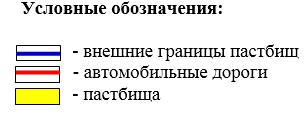 Условные обозначения:
- внешние границы пастбищ
- автомобильные дороги
- пастбища